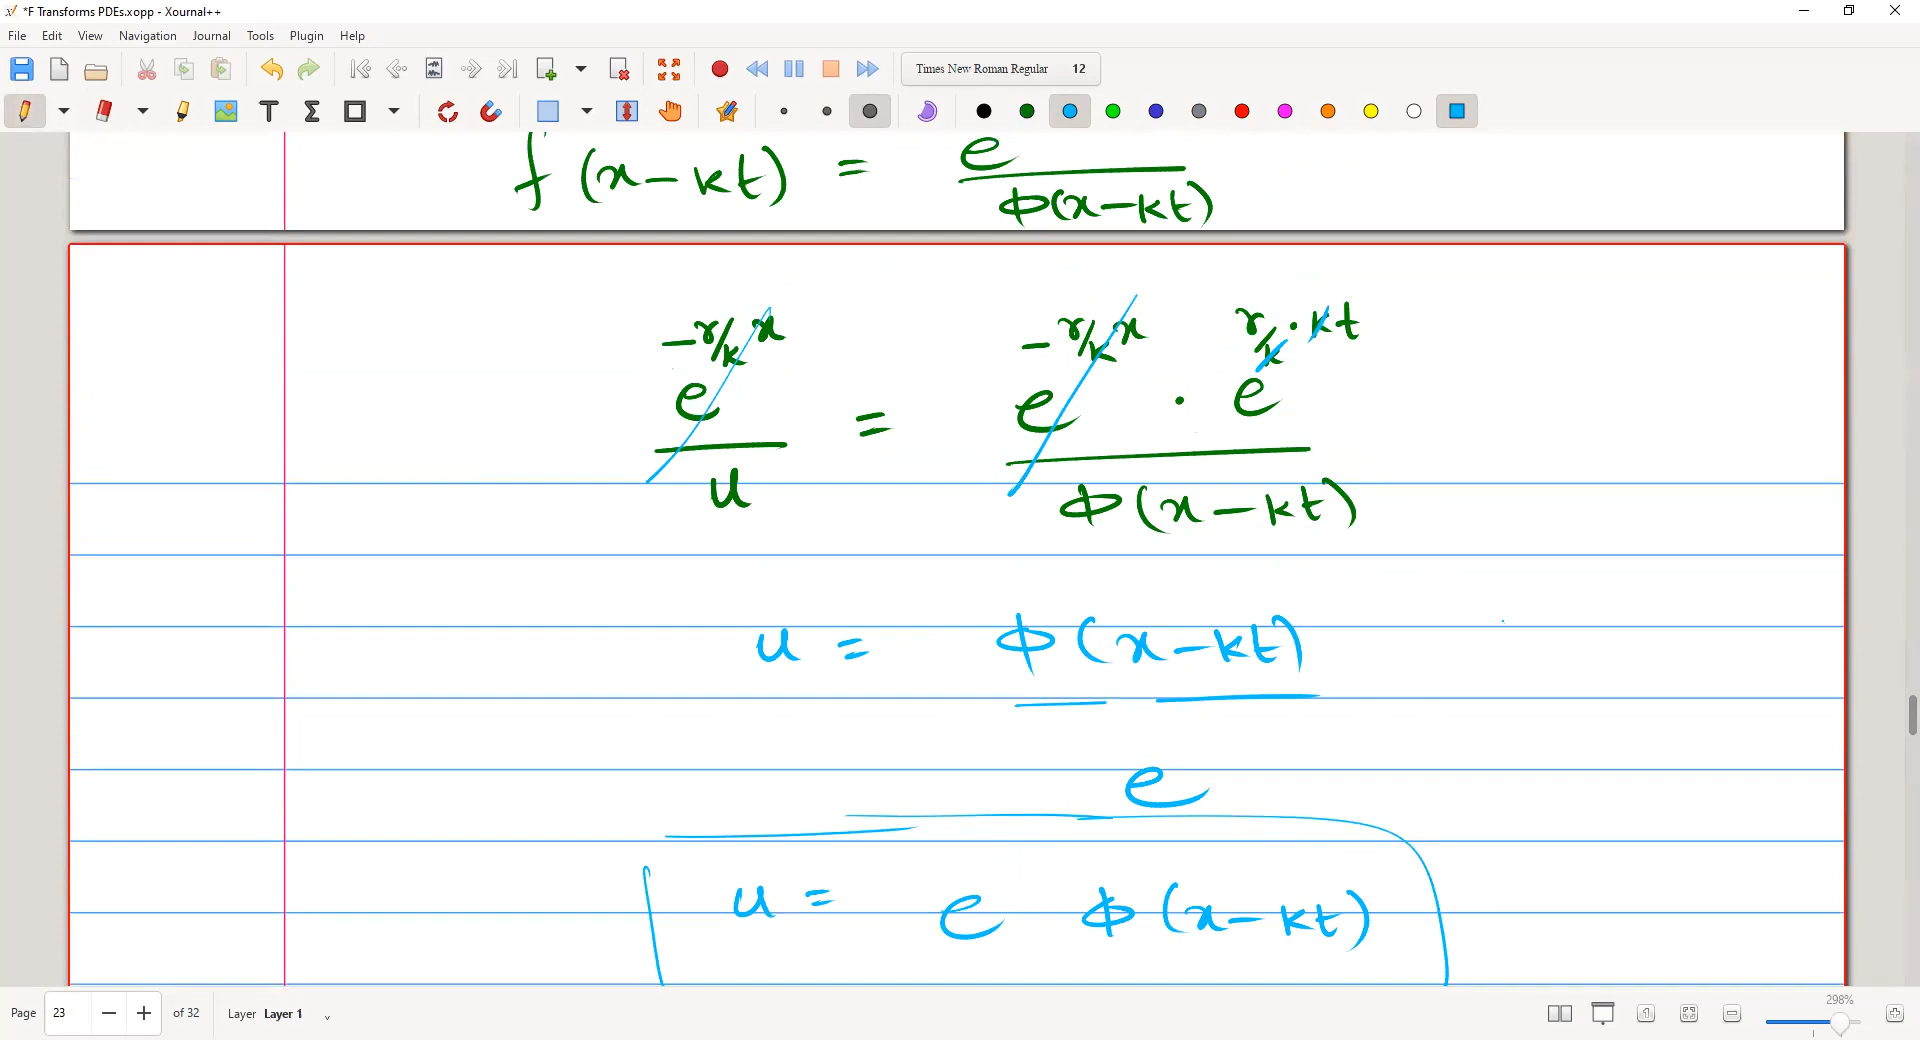 *F Transforms PDEs.xopp - Xournal++
File Edit View Navigation Journal Tools Plugin Help
Times New Roman Regular 12
f (x-kt) = e / ϕ(x-kt)
e^(-r/k x) / u = e^(-r/k x) · e^(r/k · kt) / ϕ(x-kt)
u = ϕ(x-kt)
e
u = e ϕ(x-kt)
Page 23 of 32 Layer Layer 1 298%